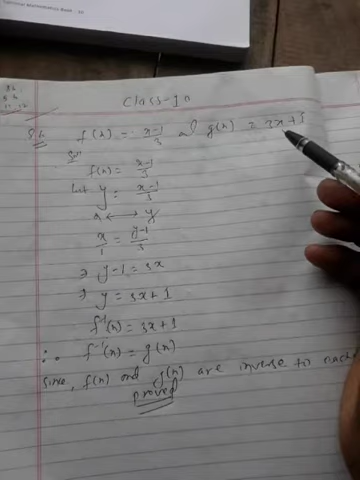 Class-10
f(x) = x-1/3 and g(x) = 3x+1
Sol
f(x) = x-1/3
Let y = x-1/3
x ↔ y
x/1 = y-1/3
⇒ y-1 = 3x
⇒ y = 3x+1
f⁻¹(x) = 3x+1
∴ f⁻¹(x) = g(x)
Since, f(x) and g(x) are inverse to each
proved